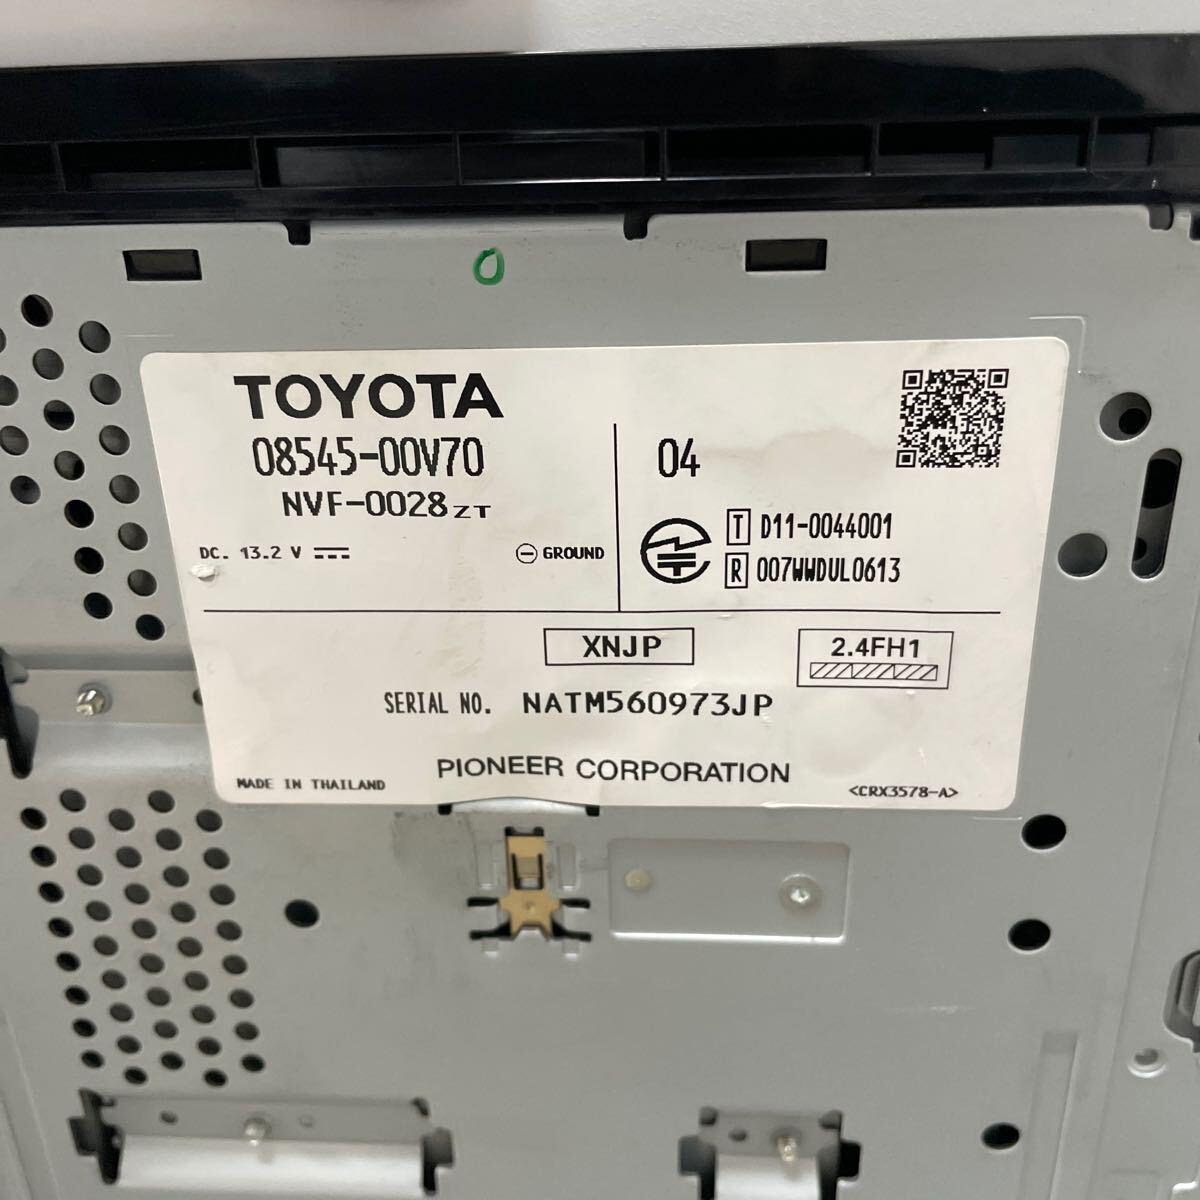 TOYOTA
08545-00V70
NVF-0028ZT
DC. 13.2 V
GROUND
04
T D11-0044001
R 007WWDUL0613
XNJP
2.4FH1
SERIAL NO. NATM560973JP
PIONEER CORPORATION
MADE IN THAILAND
<CRX3578-A>